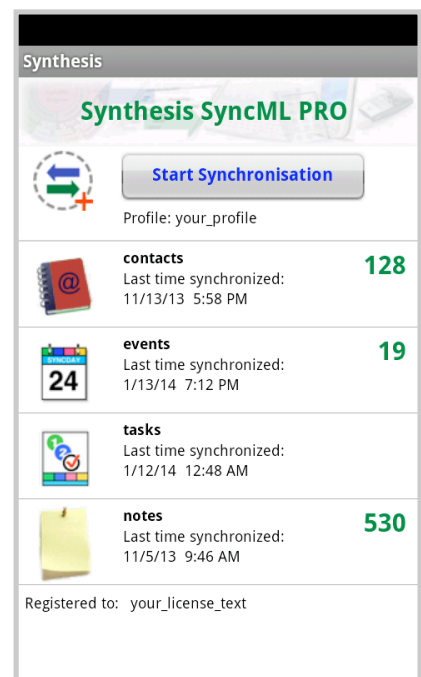 Synthesis
Synthesis SyncML PRO
Start Synchronisation
Profile: your_profile
contacts
128
Last time synchronized:
11/13/13 5:58 PM
@
events
19
Last time synchronized:
1/13/14 7:12 PM
SYNCDAY
24
tasks
Last time synchronized:
1/12/14 12:48 AM
1
2
notes
530
Last time synchronized:
11/5/13 9:46 AM
Registered to: your_license_text